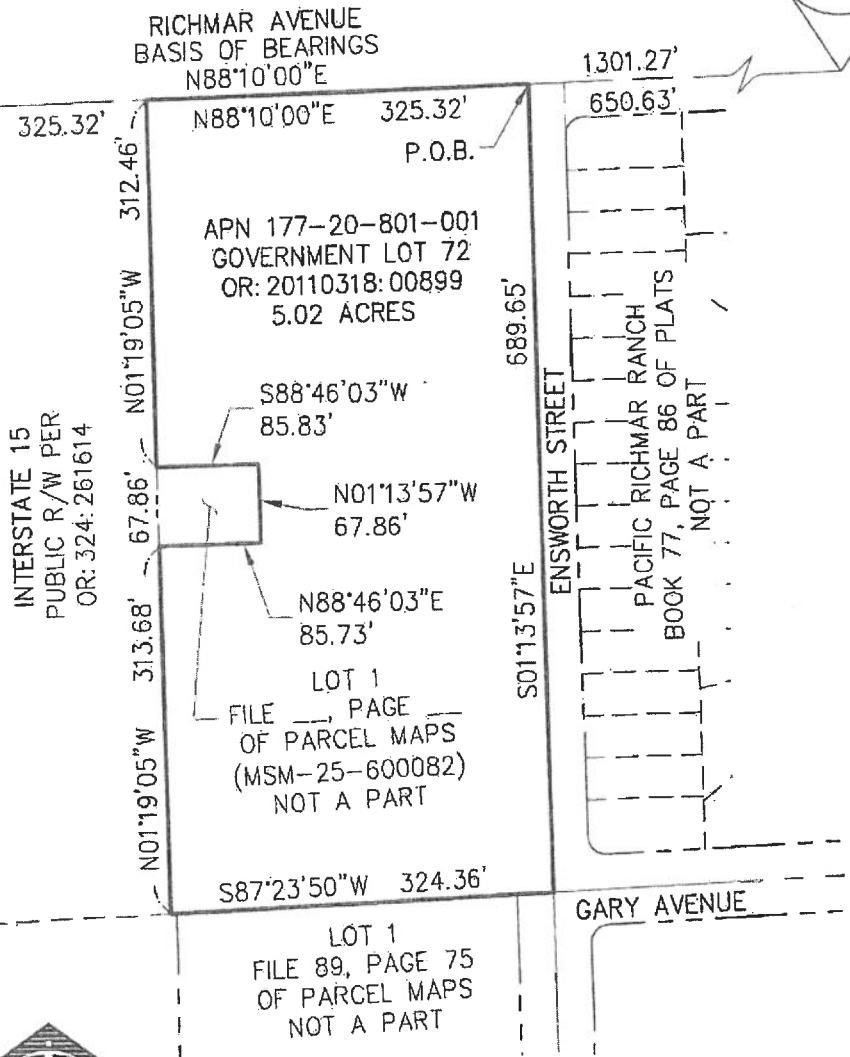 RICHMAR AVENUE
BASIS OF BEARINGS
N88°10'00"E
1301.27'
650.63'
325.32'
N88°10'00"E 325.32'
P.O.B.
312.46'
N01°19'05"W
APN 177-20-801-001
GOVERNMENT LOT 72
OR: 20110318: 00899
5.02 ACRES
689.65'
S01°13'57"E
ENSWORTH STREET
PACIFIC RICHMAR RANCH
BOOK 77, PAGE 86 OF PLATS
NOT A PART
S88°46'03"W
85.83'
INTERSTATE 15
PUBLIC R/W PER
OR: 324: 261614
67.86'
N01°13'57"W
67.86'
N88°46'03"E
85.73'
313.68'
N01°19'05"W
LOT 1
FILE __, PAGE __
OF PARCEL MAPS
(MSM-25-600082)
NOT A PART
S87°23'50"W 324.36'
GARY AVENUE
LOT 1
FILE 89, PAGE 75
OF PARCEL MAPS
NOT A PART